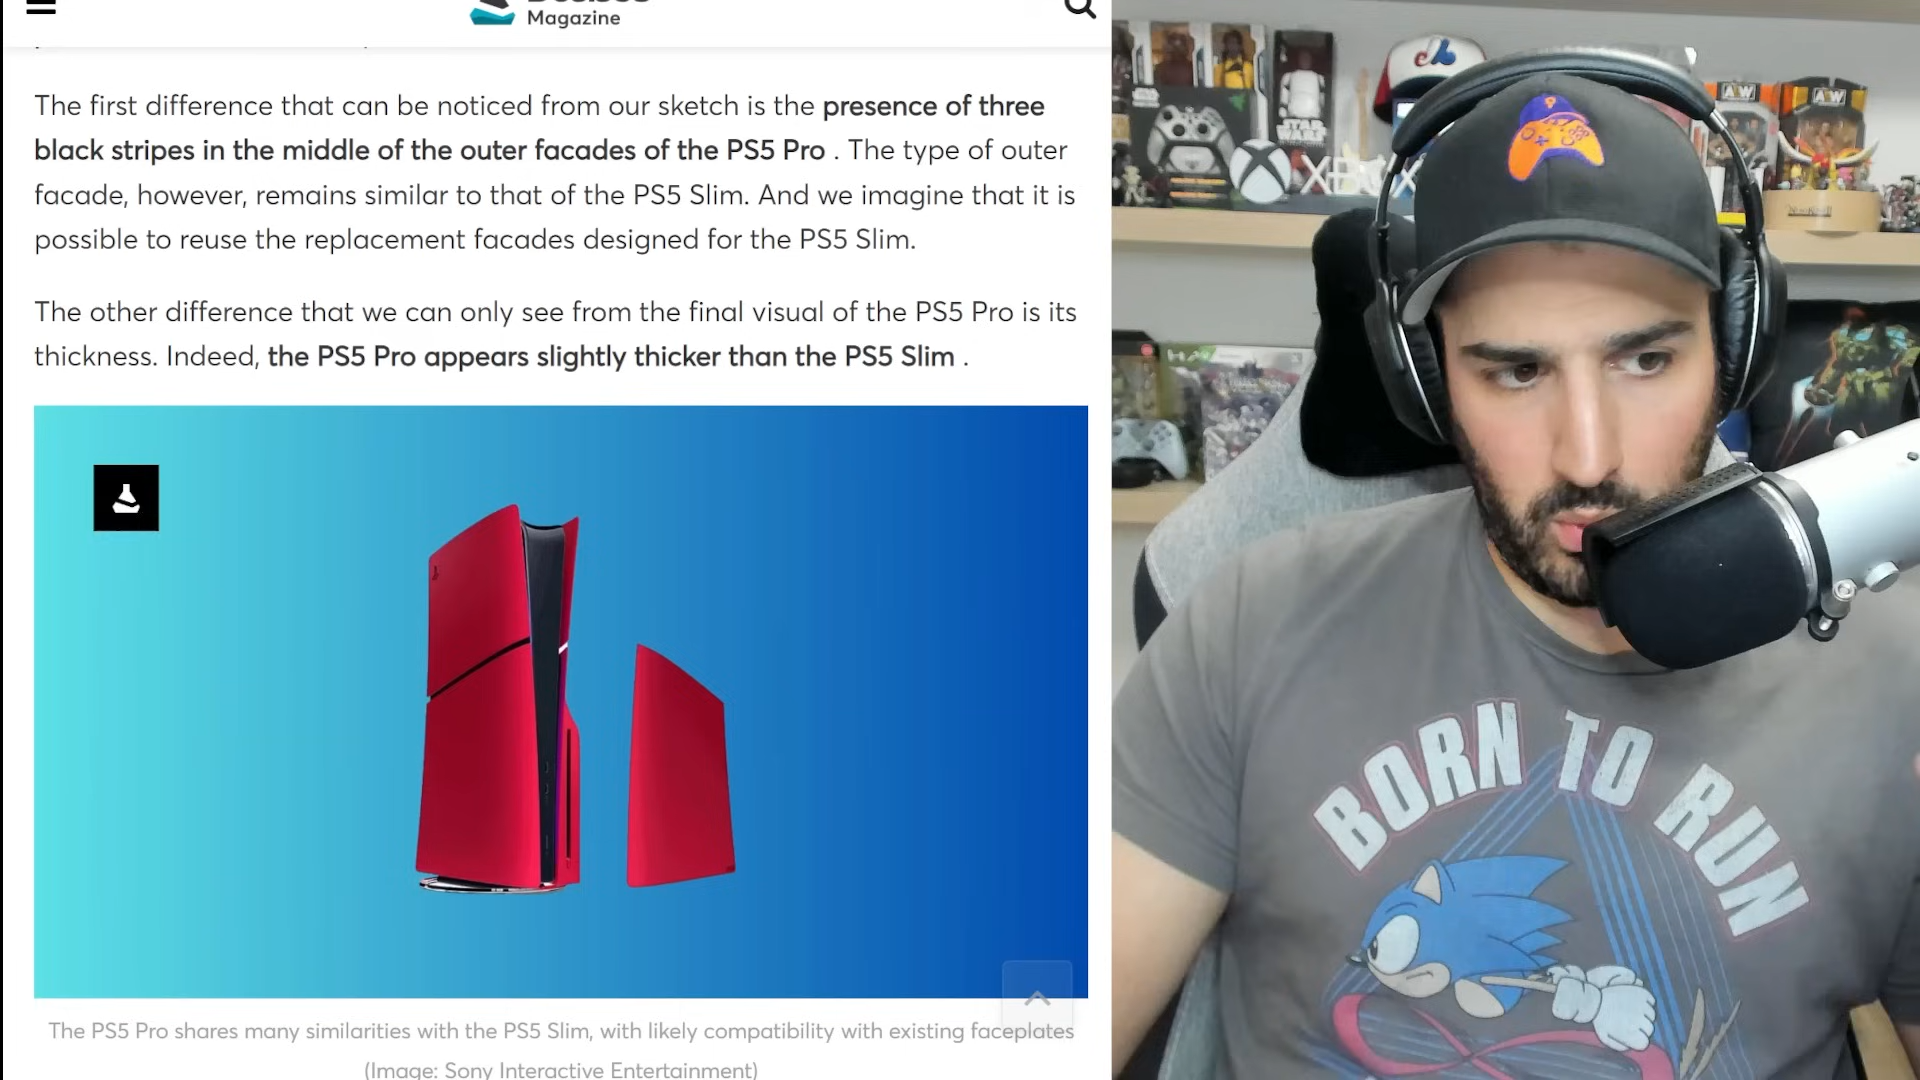 Magazine
The first difference that can be noticed from our sketch is the presence of three
black stripes in the middle of the outer facades of the PS5 Pro . The type of outer
facade, however, remains similar to that of the PS5 Slim. And we imagine that it is
possible to reuse the replacement facades designed for the PS5 Slim.
The other difference that we can only see from the final visual of the PS5 Pro is its
thickness. Indeed, the PS5 Pro appears slightly thicker than the PS5 Slim .
The PS5 Pro shares many similarities with the PS5 Slim, with likely compatibility with existing faceplates
(Image: Sony Interactive Entertainment)
STAR
WARS
XBOX
AEW
AEW
BORN TO RUN